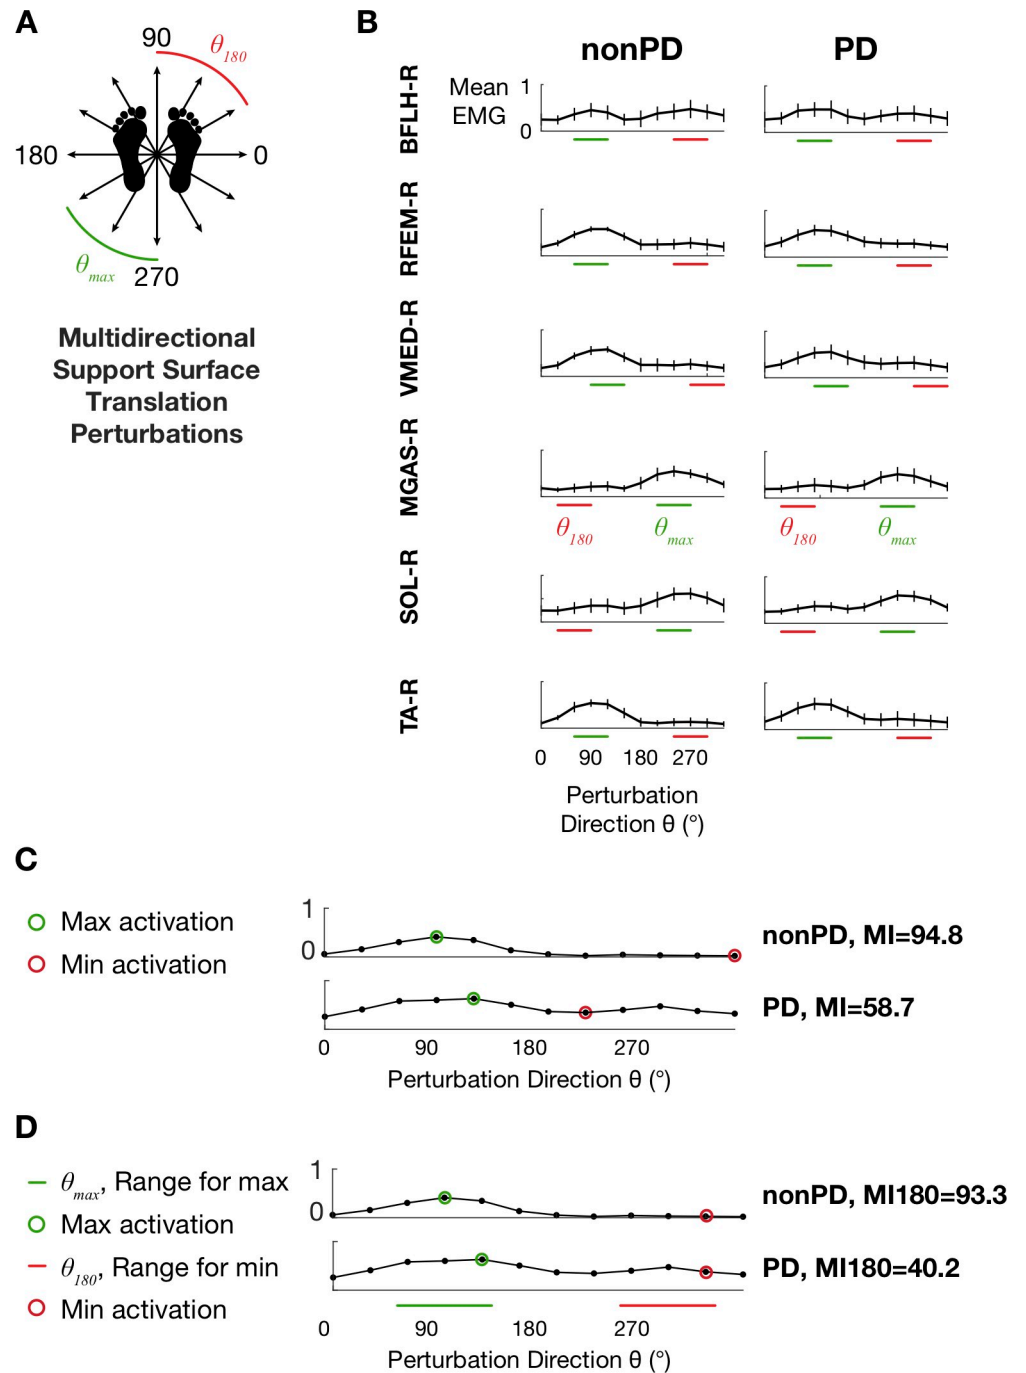 A
90
θ180
180
0
θmax
270
Multidirectional
Support Surface
Translation
Perturbations
B
nonPD
PD
BFLH-R
Mean
EMG
1
0
RFEM-R
VMED-R
MGAS-R
θ180
θmax
θ180
θmax
SOL-R
TA-R
0 90 180 270
Perturbation
Direction θ (°)
C
Max activation
Min activation
1
0
nonPD, MI=94.8
PD, MI=58.7
0 90 180 270
Perturbation Direction θ (°)
D
θmax, Range for max
Max activation
θ180, Range for min
Min activation
1
0
nonPD, MI180=93.3
PD, MI180=40.2
0 90 180 270
Perturbation Direction θ (°)